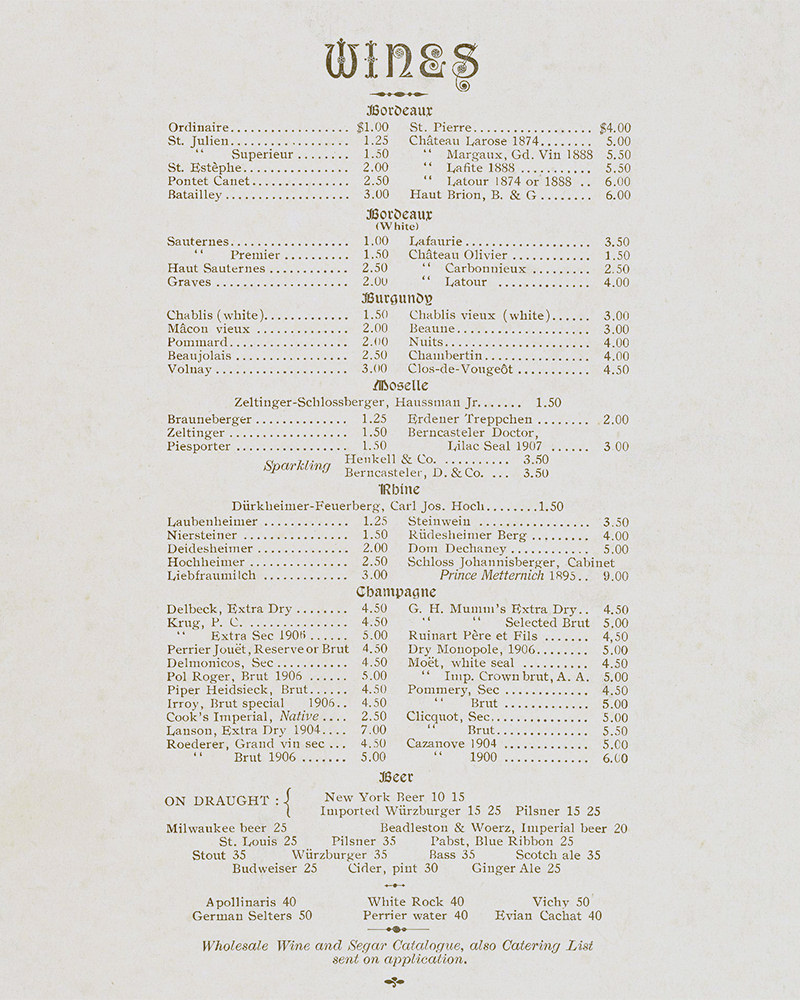 WINES
Bordeaux
Ordinaire.................. $1.00 St. Pierre.................. $4.00
St. Julien.................. 1.25 Château Larose 1874........ 5.00
“ Superieur ........ 1.50 “ Margaux, Gd. Vin 1888 5.50
St. Estèphe................ 2.00 “ Lafite 1888 ........... 5.50
Pontet Canet.............. 2.50 “ Latour 1874 or 1888 .. 6.00
Batailley .................. 3.00 Haut Brion, B. & G ........ 6.00
Bordeaux
(White)
Sauternes.................. 1.00 Lafaurie................... 3.50
“ Premier .......... 1.50 Château Olivier ............ 1.50
Haut Sauternes ............ 2.50 “ Carbonnieux ......... 2.50
Graves .................... 2.00 “ Latour ............. 4.00
Burgundy
Chablis (white)............ 1.50 Chablis vieux (white)...... 3.00
Mâcon vieux .............. 2.00 Beaune.................... 3.00
Pommard.................. 2.00 Nuits...................... 4.00
Beaujolais ................. 2.50 Chambertin................ 4.00
Volnay .................... 3.00 Clos-de-Vougeôt ........... 4.50
Moselle
Zeltinger-Schlossberger, Haussman Jr....... 1.50
Brauneberger .............. 1.25 Erdener Treppchen ........ 2.00
Zeltinger .................. 1.50 Berncasteler Doctor,
Piesporter ................. 1.50 Lilac Seal 1907 ...... 3 00
Sparkling Henkell & Co. .......... 3.50
Berncasteler, D. & Co. ... 3.50
Rhine
Dürkheimer-Feuerberg, Carl Jos. Hoch........1.50
Laubenheimer ............. 1.25 Steinwein ................. 3.50
Niersteiner ................ 1.50 Rüdesheimer Berg ......... 4.00
Deidesheimer .............. 2.00 Dom Dechaney ............ 5.00
Hochheimer ............... 2.50 Schloss Johannisberger, Cabinet
Liebfraumilch ............. 3.00 Prince Metternich 1895.. 9.00
Champagne
Delbeck, Extra Dry ........ 4.50 G. H. Mumm's Extra Dry.. 4.50
Krug, P. C. ............... 4.50 “ “ Selected Brut 5.00
“ Extra Sec 1906 ...... 5.00 Ruinart Père et Fils ....... 4,50
Perrier Jouët, Reserve or Brut 4.50 Dry Monopole, 1906........ 5.00
Delmonicos, Sec ........... 4.50 Moët, white seal .......... 4.50
Pol Roger, Brut 1906 ...... 5.00 “ Imp. Crown brut, A. A. 5.00
Piper Heidsieck, Brut...... 4.50 Pommery, Sec ............. 4.50
Irroy, Brut special 1906.. 4.50 “ Brut ............. 5.00
Cook's Imperial, Native .... 2.50 Clicquot, Sec............... 5.00
Lanson, Extra Dry 1904.... 7.00 “ Brut............... 5.50
Roederer, Grand vin sec ... 4.50 Cazanove 1904 ............. 5.00
“ Brut 1906 ....... 5.00 “ 1900 ............. 6.00
Beer
ON DRAUGHT : { New York Beer 10 15
Imported Würzburger 15 25 Pilsner 15 25
Milwaukee beer 25 Beadleston & Woerz, Imperial beer 20
St. Louis 25 Pilsner 35 Pabst, Blue Ribbon 25
Stout 35 Würzburger 35 Bass 35 Scotch ale 35
Budweiser 25 Cider, pint 30 Ginger Ale 25
Apollinaris 40 White Rock 40 Vichy 50
German Selters 50 Perrier water 40 Evian Cachat 40
Wholesale Wine and Segar Catalogue, also Catering List
sent on application.